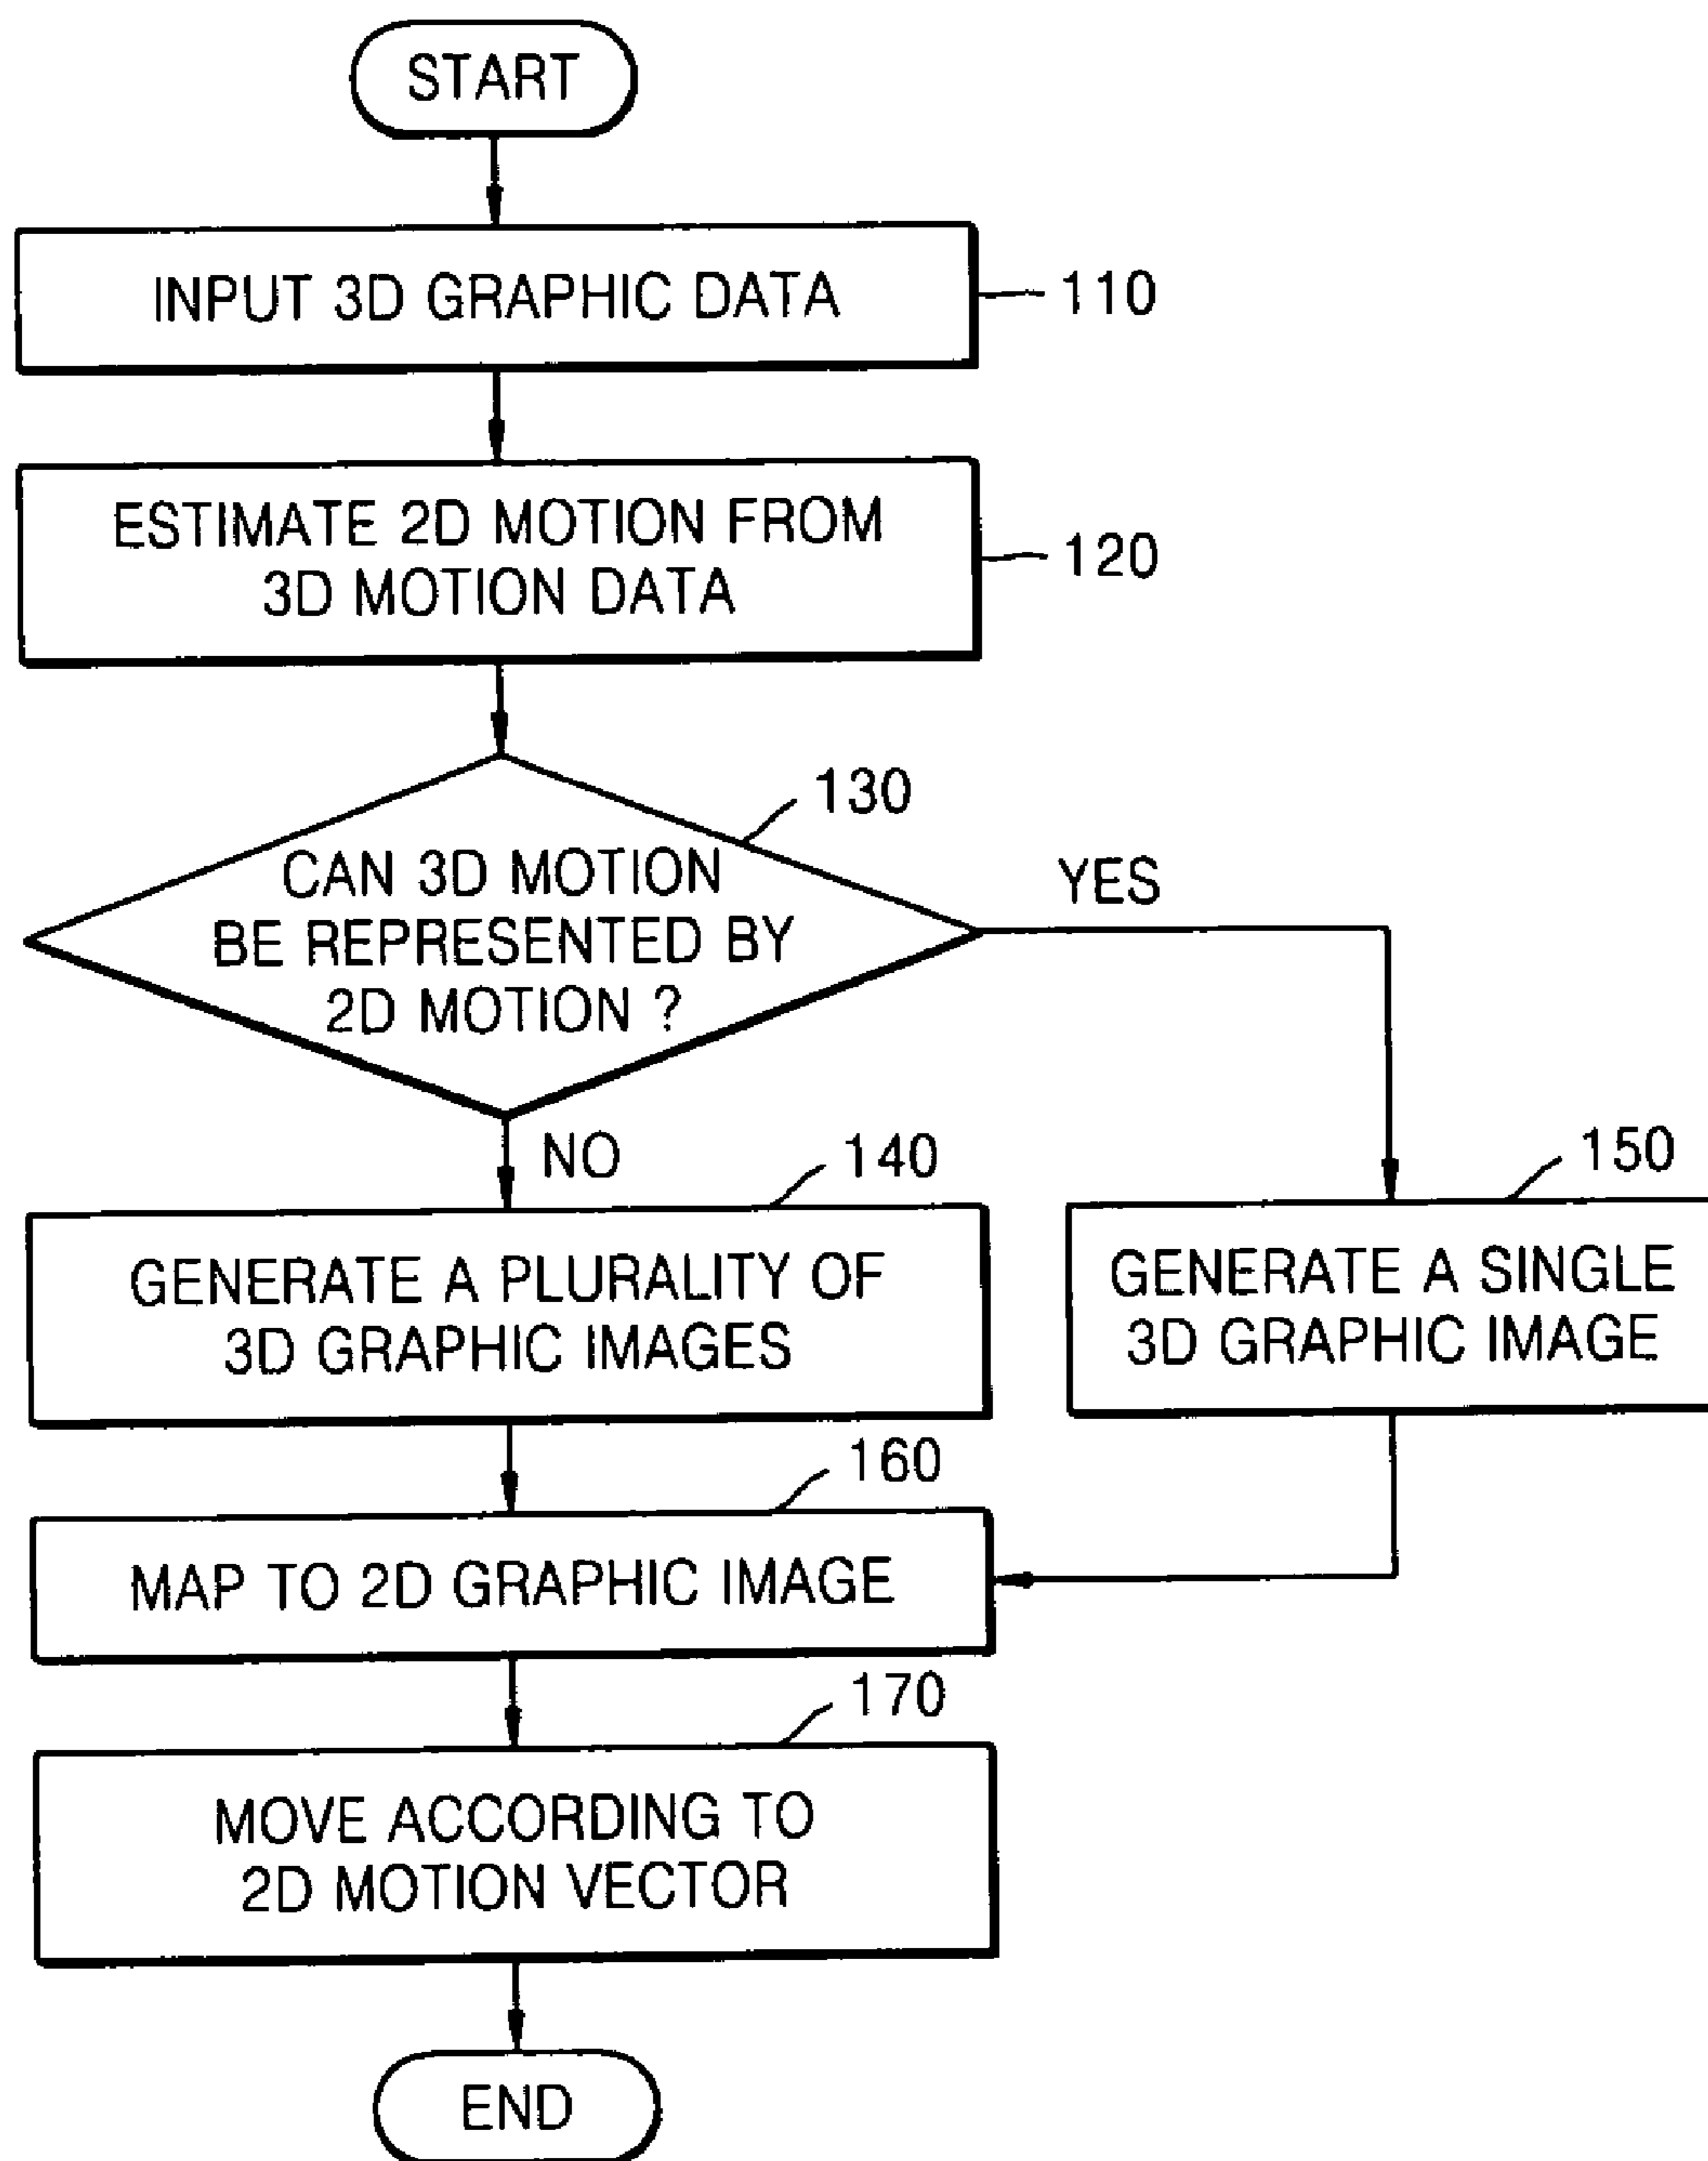 START
INPUT 3D GRAPHIC DATA
110
ESTIMATE 2D MOTION FROM
3D MOTION DATA
120
130
CAN 3D MOTION
BE REPRESENTED BY
2D MOTION ?
YES
NO
140
GENERATE A PLURALITY OF
3D GRAPHIC IMAGES
150
GENERATE A SINGLE
3D GRAPHIC IMAGE
160
MAP TO 2D GRAPHIC IMAGE
170
MOVE ACCORDING TO
2D MOTION VECTOR
END